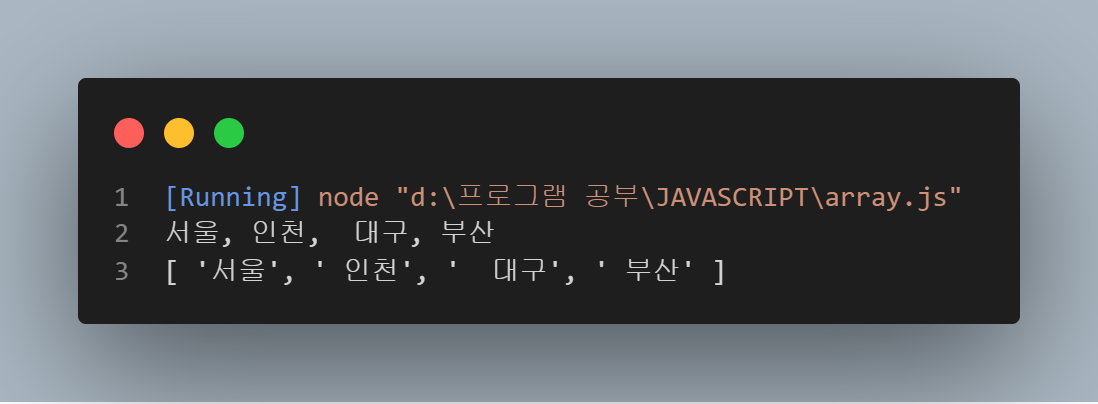 1 [Running] node "d:\프로그램 공부\JAVASCRIPT\array.js"
2 서울, 인천,  대구, 부산
3 [ '서울', ' 인천', '  대구', ' 부산' ]